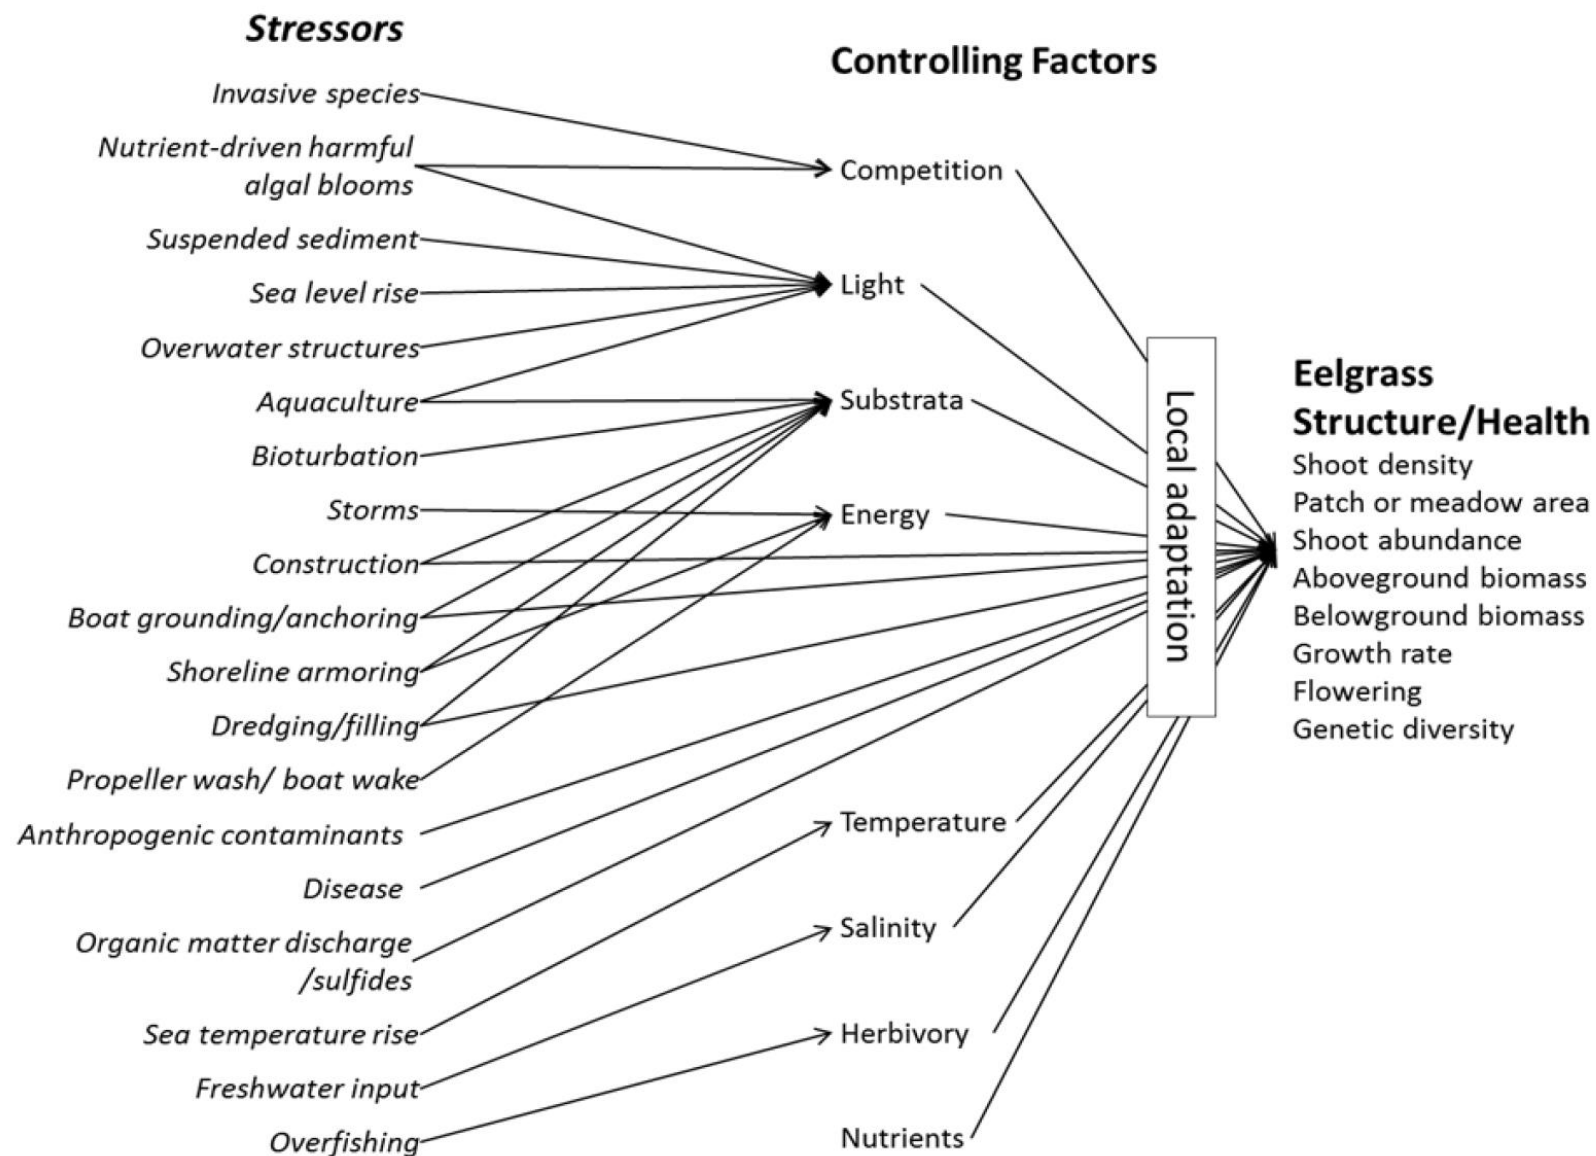 Stressors
Invasive species
Nutrient-driven harmful
algal blooms
Suspended sediment
Sea level rise
Overwater structures
Aquaculture
Bioturbation
Storms
Construction
Boat grounding/anchoring
Shoreline armoring
Dredging/filling
Propeller wash/ boat wake
Anthropogenic contaminants
Disease
Organic matter discharge
/sulfides
Sea temperature rise
Freshwater input
Overfishing
Controlling Factors
Competition
Light
Substrata
Energy
Temperature
Salinity
Herbivory
Nutrients
Local adaptation
Eelgrass
Structure/Health
Shoot density
Patch or meadow area
Shoot abundance
Aboveground biomass
Belowground biomass
Growth rate
Flowering
Genetic diversity